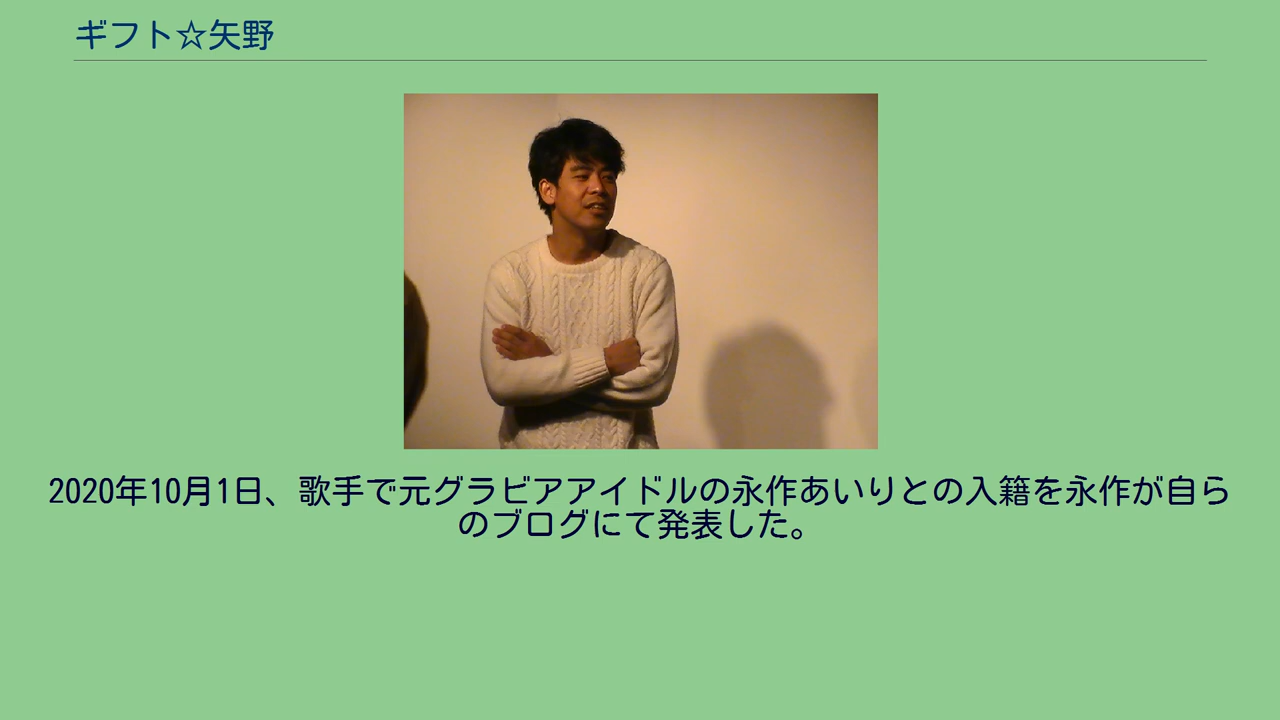 ギフト☆矢野
2020年10月1日、歌手で元グラビアアイドルの永作あいりとの入籍を永作が自ら
のブログにて発表した。